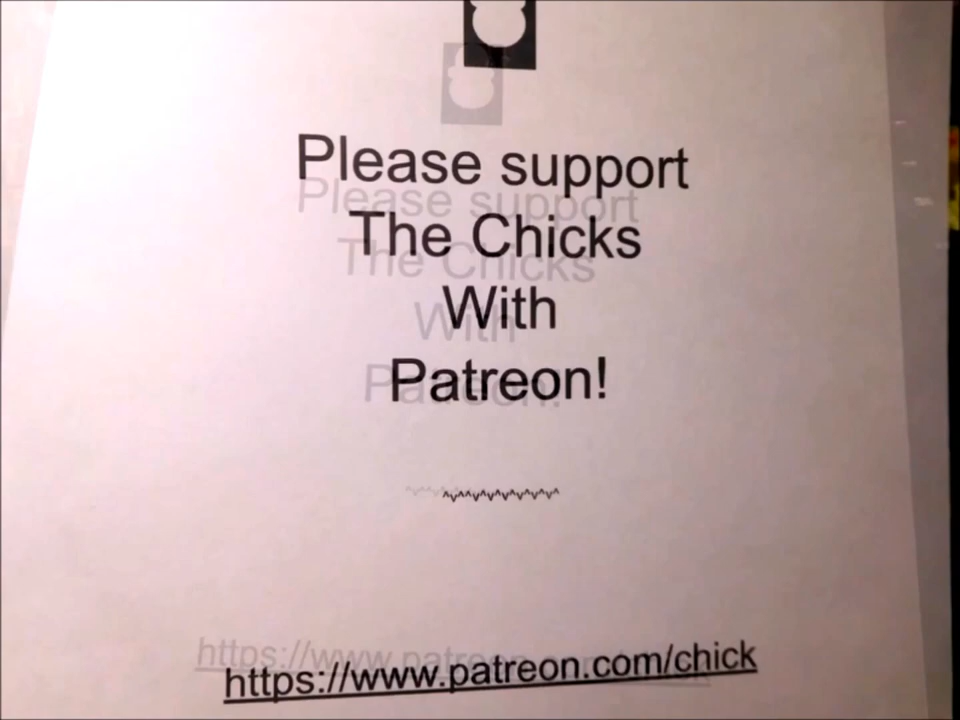 Please support
The Chicks
With
Patreon!
https://www.patreon.com/chick